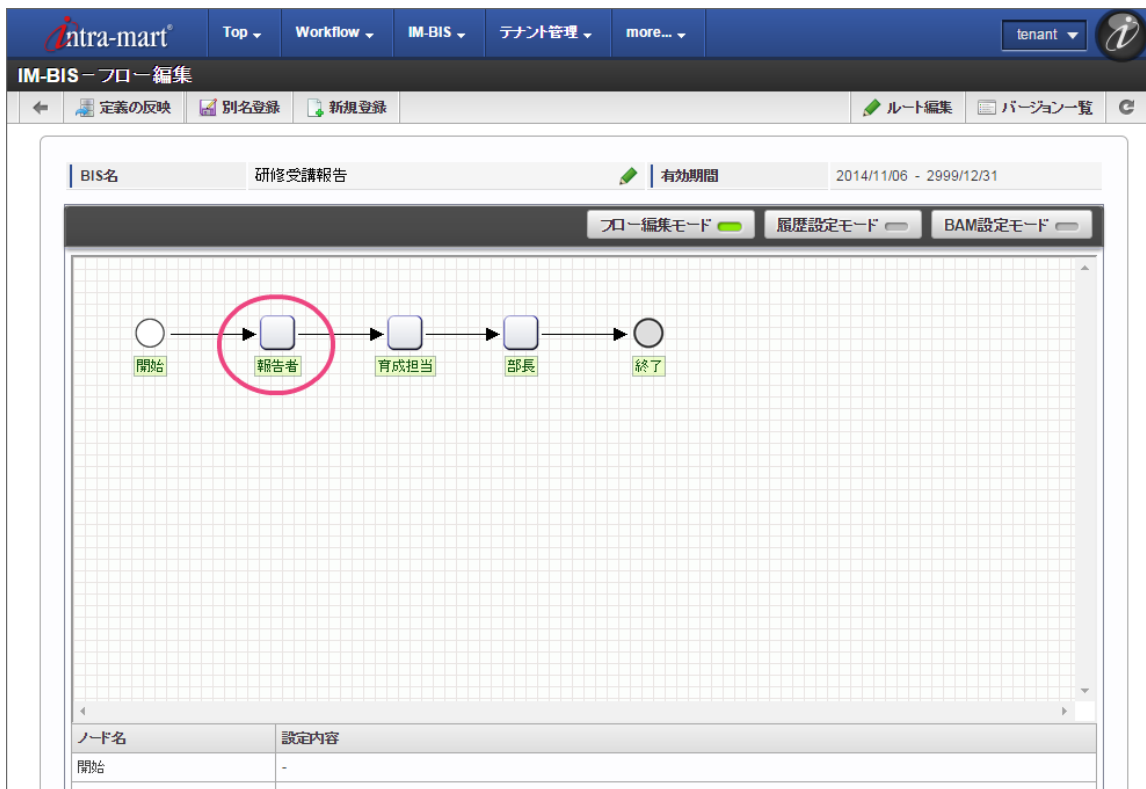 intra-mart® Top Workflow IM-BIS テナント管理 more... tenant
IM-BIS－フロー編集
定義の反映 別名登録 新規登録 ルート編集 バージョン一覧
BIS名 研修受講報告 有効期間 2014/11/06 - 2999/12/31
フロー編集モード 履歴設定モード BAM設定モード
開始 報告者 育成担当 部長 終了
ノード名 設定内容
開始 -